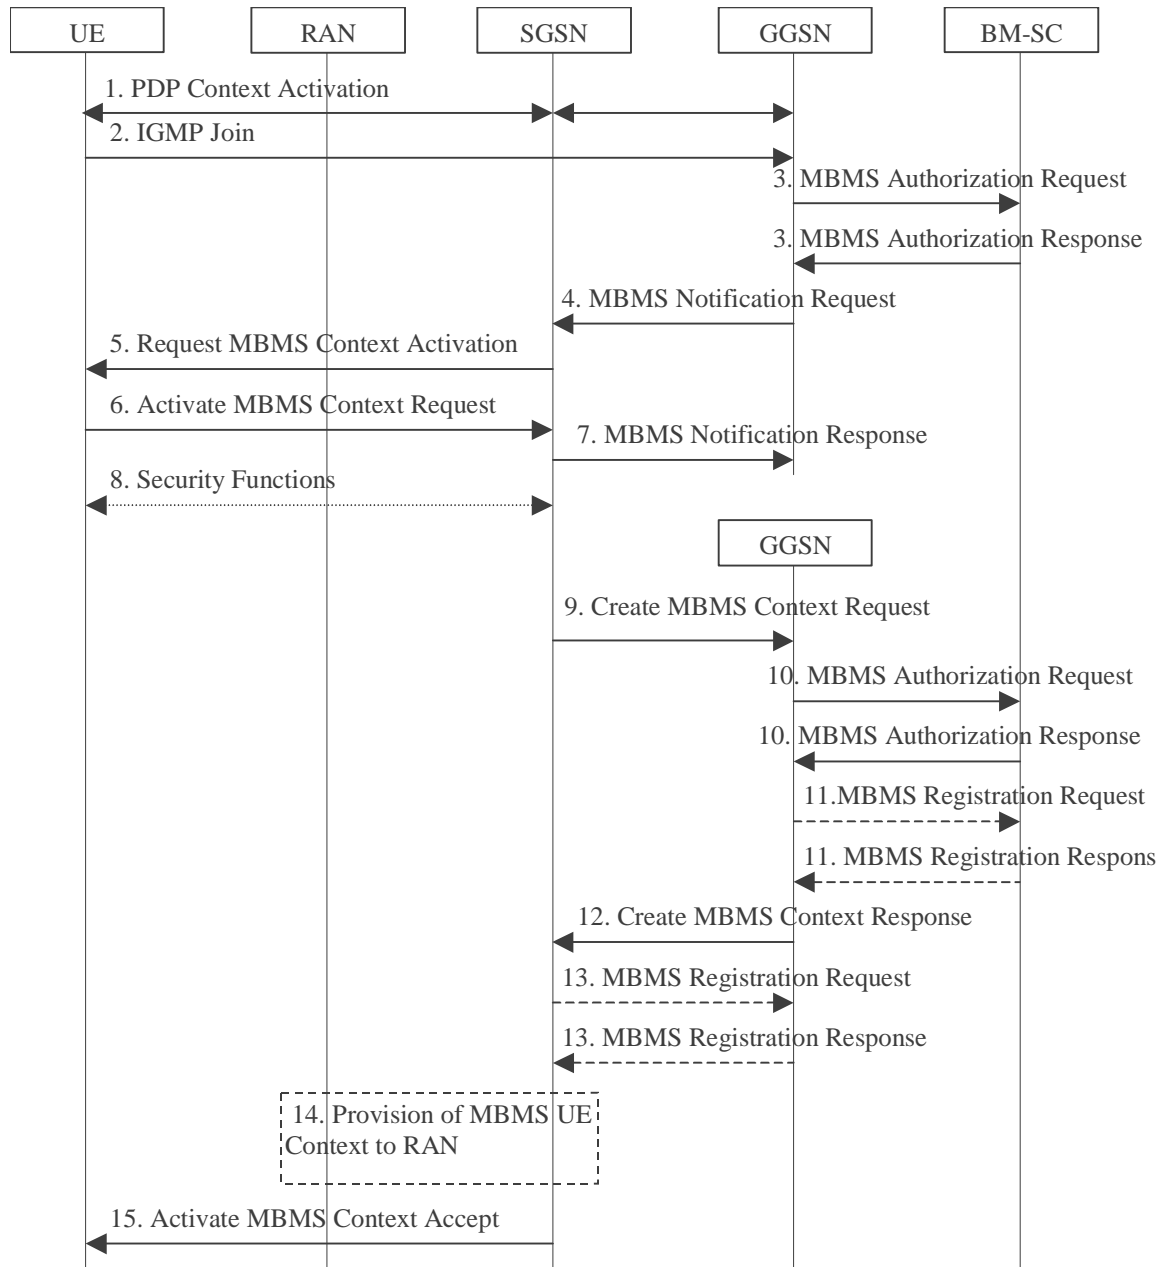 UE
RAN
SGSN
GGSN
BM-SC
1. PDP Context Activation
2. IGMP Join
3. MBMS Authorization Request
3. MBMS Authorization Response
4. MBMS Notification Request
5. Request MBMS Context Activation
6. Activate MBMS Context Request
7. MBMS Notification Response
8. Security Functions
GGSN
9. Create MBMS Context Request
10. MBMS Authorization Request
10. MBMS Authorization Response
11.MBMS Registration Request
11. MBMS Registration Respons
12. Create MBMS Context Response
13. MBMS Registration Request
13. MBMS Registration Response
14. Provision of MBMS UE
Context to RAN
15. Activate MBMS Context Accept